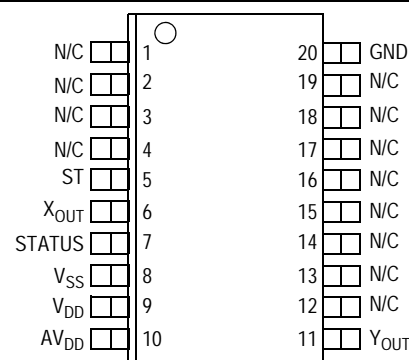 N/C 1 20 GND
N/C 2 19 N/C
N/C 3 18 N/C
N/C 4 17 N/C
ST 5 16 N/C
XOUT 6 15 N/C
STATUS 7 14 N/C
VSS 8 13 N/C
VDD 9 12 N/C
AVDD 10 11 YOUT